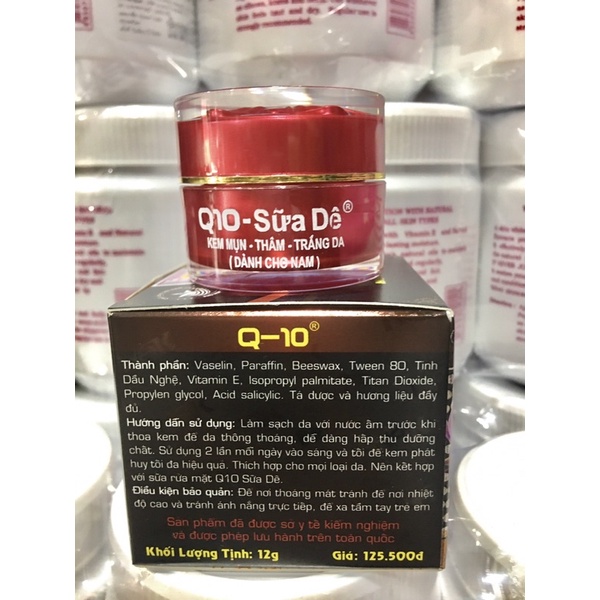 Q10-Sữa Dê®
KEM MỤN - THÂM - TRẮNG DA
( DÀNH CHO NAM )
Q-10®
Thành phần: Vaselin, Paraffin, Beeswax, Tween 80, Tinh
Dầu Nghệ, Vitamin E, Isopropyl palmitate, Titan Dioxide,
Propylen glycol, Acid salicylic. Tá dược và hương liệu đầy
đủ.
Hướng dẩn sử dụng: Làm sạch da với nước ấm trước khi
thoa kem để da thông thoáng, dể dàng hấp thu dưỡng
chất. Sử dụng 2 lần mổi ngày vào sáng và tối để kem phát
huy tối đa hiệu quả. Thích hợp cho mọi loại da. Nên kết hợp
với sữa rửa mặt Q10 Sữa Dê.
Điều kiện bảo quản: Để nơi thoáng mát tránh để nơi nhiệt
độ cao và tránh ánh nắng trực tiếp, để xa tầm tay trẻ em
Sản phẩm đã được sở y tế kiểm nghiệm
và được phép lưu hành trên toàn quốc
Khối Lượng Tịnh: 12g
Giá: 125.500đ